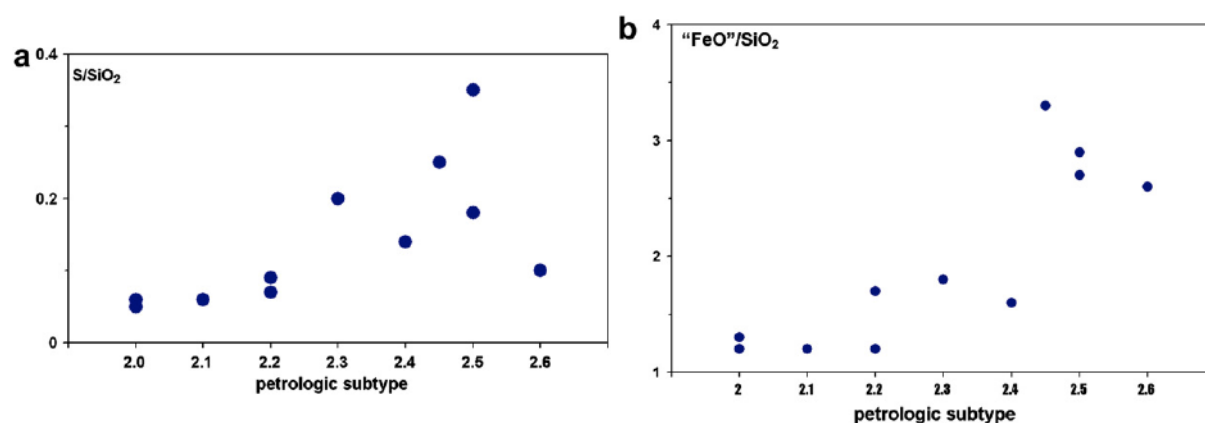 a
S/SiO₂
0.4
0.2
0
2.0 2.1 2.2 2.3 2.4 2.5 2.6
petrologic subtype
b
“FeO”/SiO₂
4
3
2
1
2 2.1 2.2 2.3 2.4 2.5 2.6
petrologic subtype